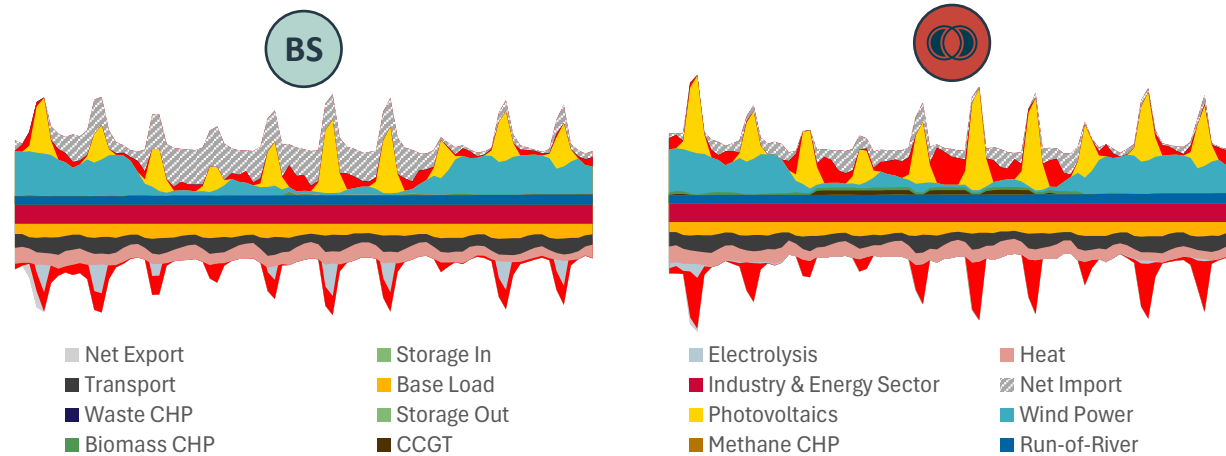 BS
Net Export
Storage In
Electrolysis
Heat
Transport
Base Load
Industry & Energy Sector
Net Import
Waste CHP
Storage Out
Photovoltaics
Wind Power
Biomass CHP
CCGT
Methane CHP
Run-of-River